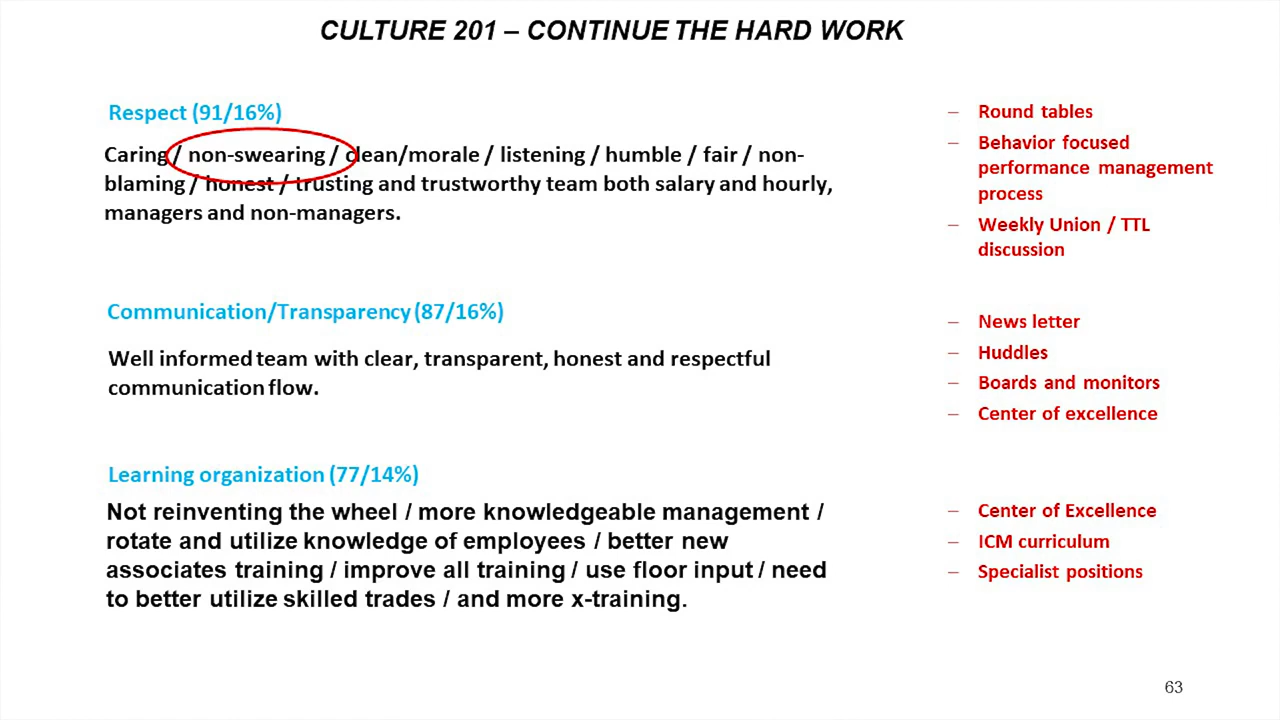 CULTURE 201 – CONTINUE THE HARD WORK
Respect (91/16%)
Caring / non-swearing / clean/morale / listening / humble / fair / non-
blaming / honest / trusting and trustworthy team both salary and hourly,
managers and non-managers.
– Round tables
– Behavior focused
performance management
process
– Weekly Union / TTL
discussion
Communication/Transparency (87/16%)
Well informed team with clear, transparent, honest and respectful
communication flow.
– News letter
– Huddles
– Boards and monitors
– Center of excellence
Learning organization (77/14%)
Not reinventing the wheel / more knowledgeable management /
rotate and utilize knowledge of employees / better new
associates training / improve all training / use floor input / need
to better utilize skilled trades / and more x-training.
– Center of Excellence
– ICM curriculum
– Specialist positions
63